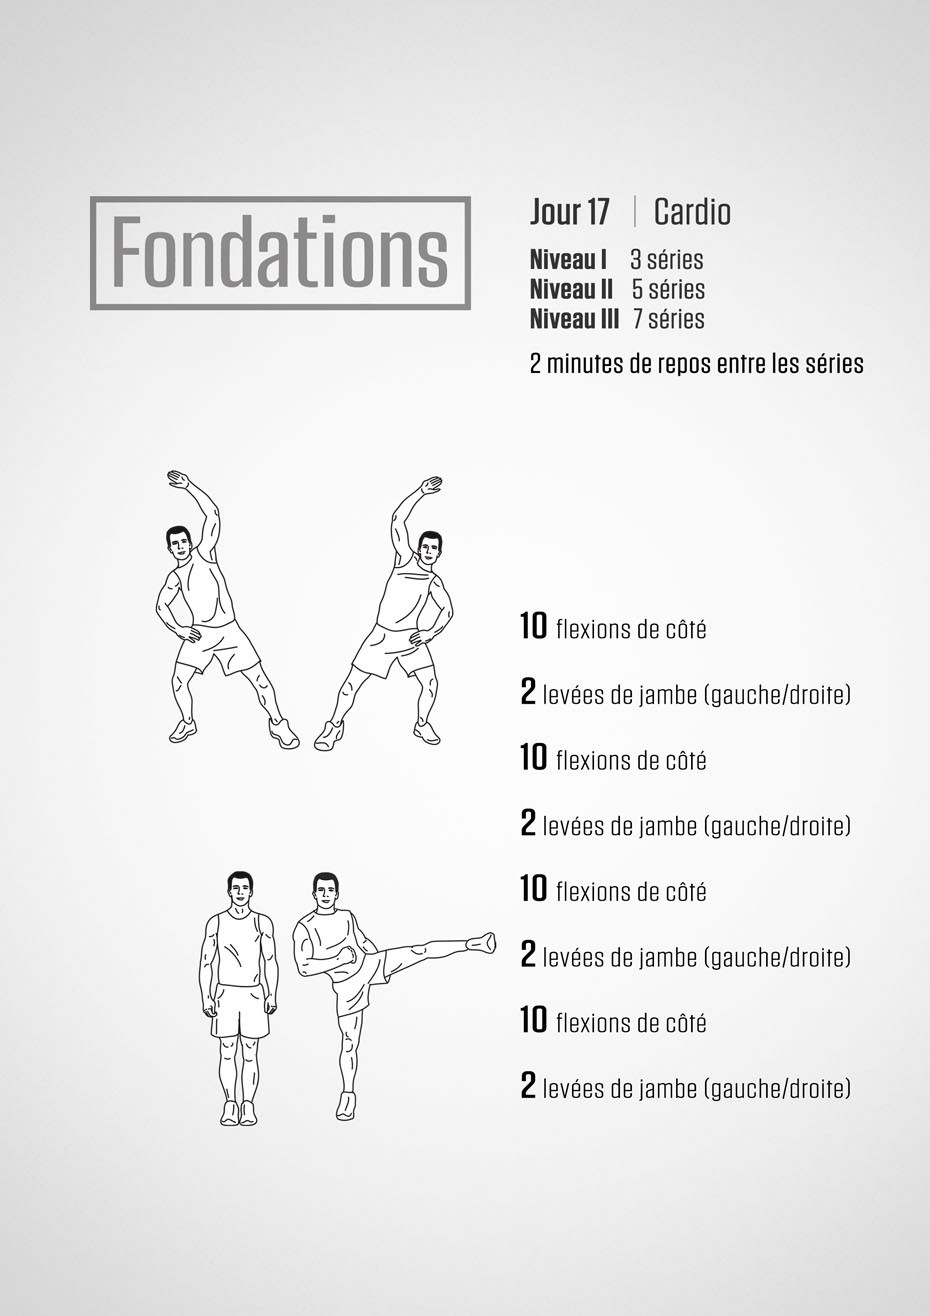 Fondations
Jour 17 | Cardio
Niveau I 3 séries
Niveau II 5 séries
Niveau III 7 séries
2 minutes de repos entre les séries
10 flexions de côté
2 levées de jambe (gauche/droite)
10 flexions de côté
2 levées de jambe (gauche/droite)
10 flexions de côté
2 levées de jambe (gauche/droite)
10 flexions de côté
2 levées de jambe (gauche/droite)